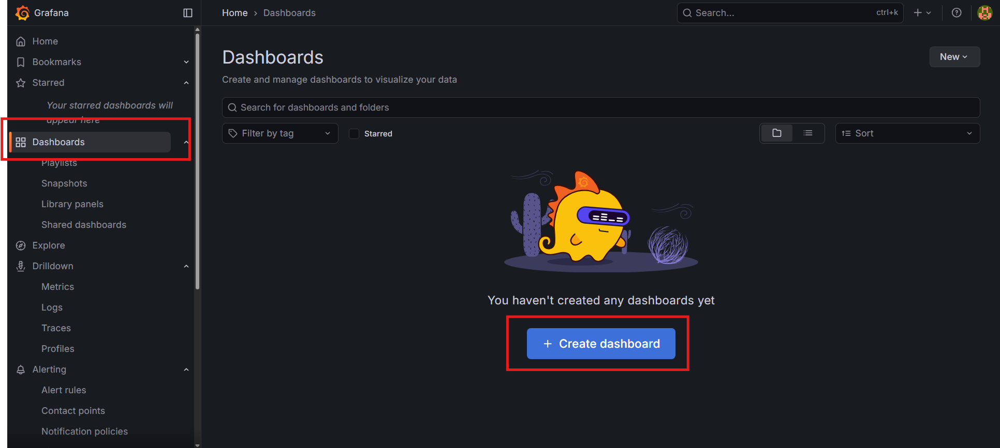 Grafana
Home
Bookmarks
Starred
Your starred dashboards will
appear here
Dashboards
Playlists
Snapshots
Library panels
Shared dashboards
Explore
Drilldown
Metrics
Logs
Traces
Profiles
Alerting
Alert rules
Contact points
Notification policies
Home › Dashboards
Search... ctrl+k
Dashboards
New
Create and manage dashboards to visualize your data
Search for dashboards and folders
Filter by tag
Starred
Sort
You haven't created any dashboards yet
+ Create dashboard